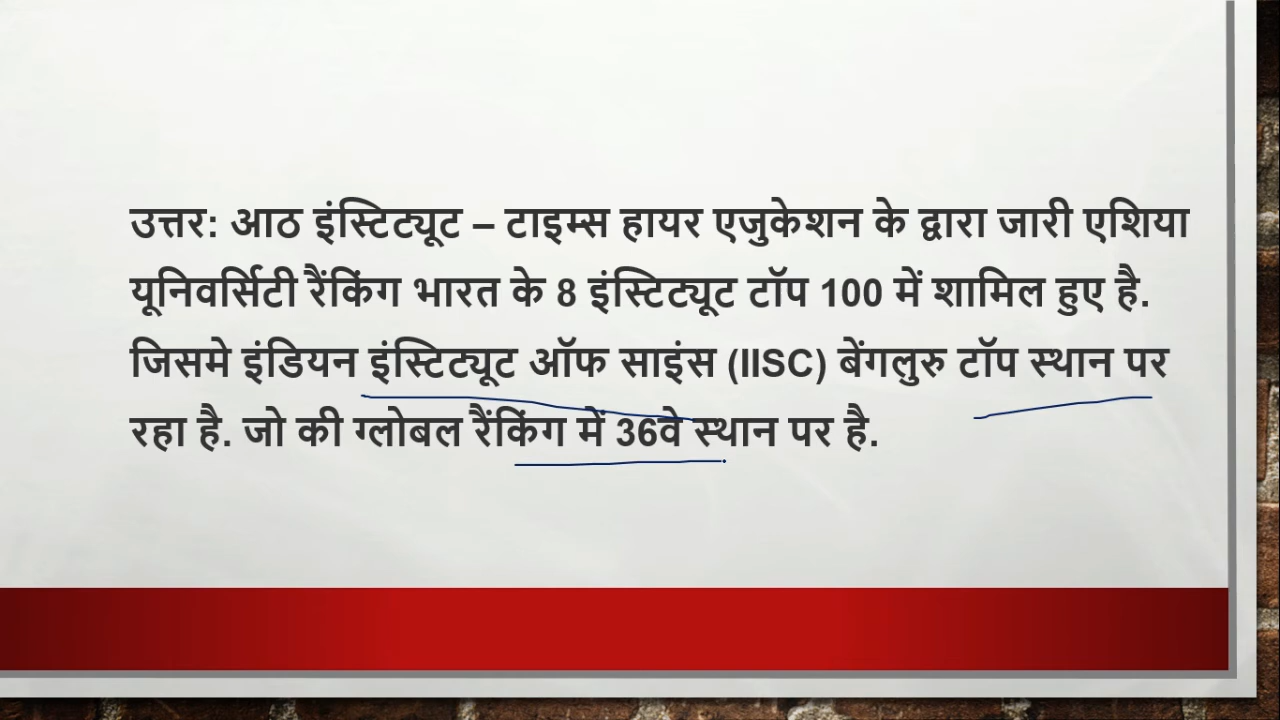 उत्तर: आठ इंस्टिट्यूट – टाइम्स हायर एजुकेशन के द्वारा जारी एशिया
यूनिवर्सिटी रैंकिंग भारत के 8 इंस्टिट्यूट टॉप 100 में शामिल हुए है.
जिसमे इंडियन इंस्टिट्यूट ऑफ साइंस (IISC) बेंगलुरु टॉप स्थान पर
रहा है. जो की ग्लोबल रैंकिंग में 36वे स्थान पर है.